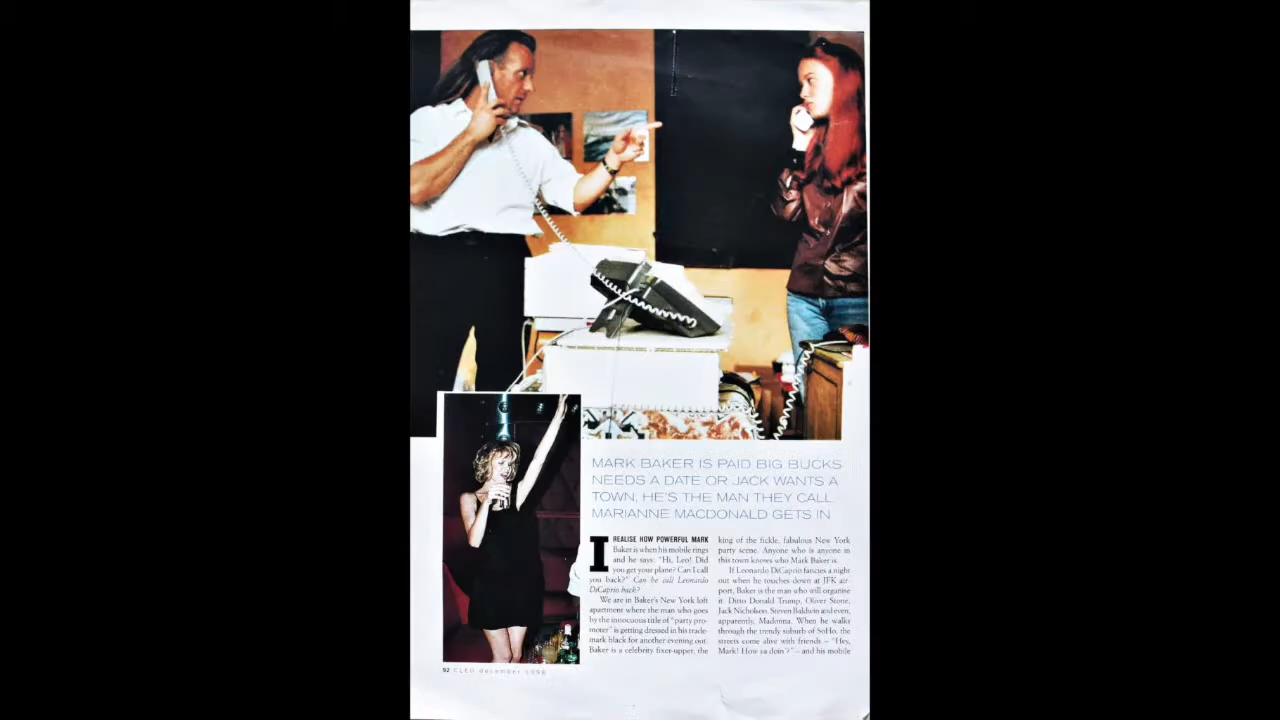 MARK BAKER IS PAID BIG BUCKS
NEEDS A DATE OR JACK WANTS A
TOWN, HE'S THE MAN THEY CALL.
MARIANNE MACDONALD GETS IN
I REALISE HOW POWERFUL MARK
Baker is when his mobile rings
and he says: "Hi, Leo! Did
you get your plane? Can I call
you back?" Can he call Leonardo
DiCaprio back?
We are in Baker's New York loft
apartment where the man who goes
by the innocuous title of "party pro-
moter" is getting dressed in his trade-
mark black for another evening out.
Baker is a celebrity fixer-upper, the
king of the fickle, fabulous New York
party scene. Anyone who is anyone in
this town knows who Mark Baker is.
If Leonardo DiCaprio fancies a night
out when he touches down at JFK air-
port, Baker is the man who will organise
it. Ditto Donald Trump, Oliver Stone,
Jack Nicholson, Steven Baldwin and even,
apparently, Madonna. When he walks
through the trendy suburb of SoHo, the
streets come alive with friends – "Hey,
Mark! How ya doin'?" – and his mobile
92 CLEO december 1998